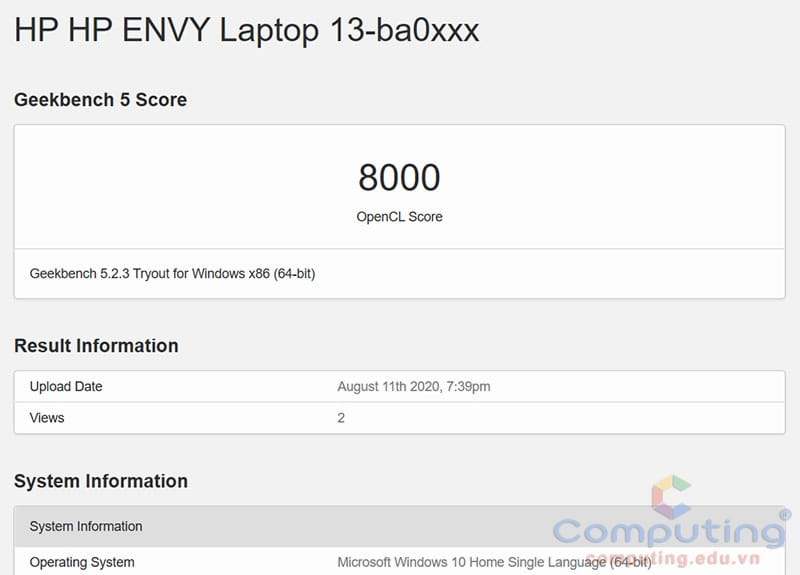 HP HP ENVY Laptop 13-ba0xxx
Geekbench 5 Score
8000
OpenCL Score
Geekbench 5.2.3 Tryout for Windows x86 (64-bit)
Result Information
Upload Date August 11th 2020, 7:39pm
Views 2
System Information
System Information
Computing®
Operating System Microsoft Windows 10 Home Single Language (64-bit)
computing.edu.vn